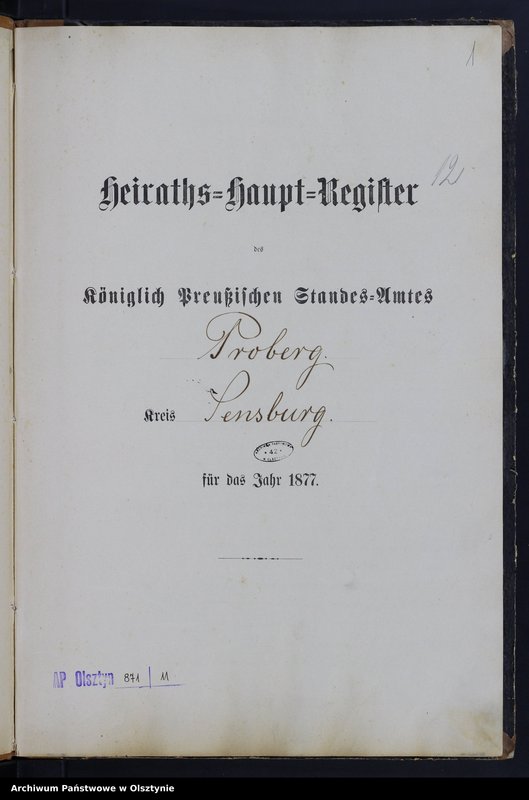 1
12
Heiraths=Haupt=Register
des
Königlich Preußischen Standes=Amtes
Proberg.
Kreis Sensburg.
42
für das Jahr 1877.
AP Olsztyn 871 | 11
Archiwum Państwowe w Olsztynie